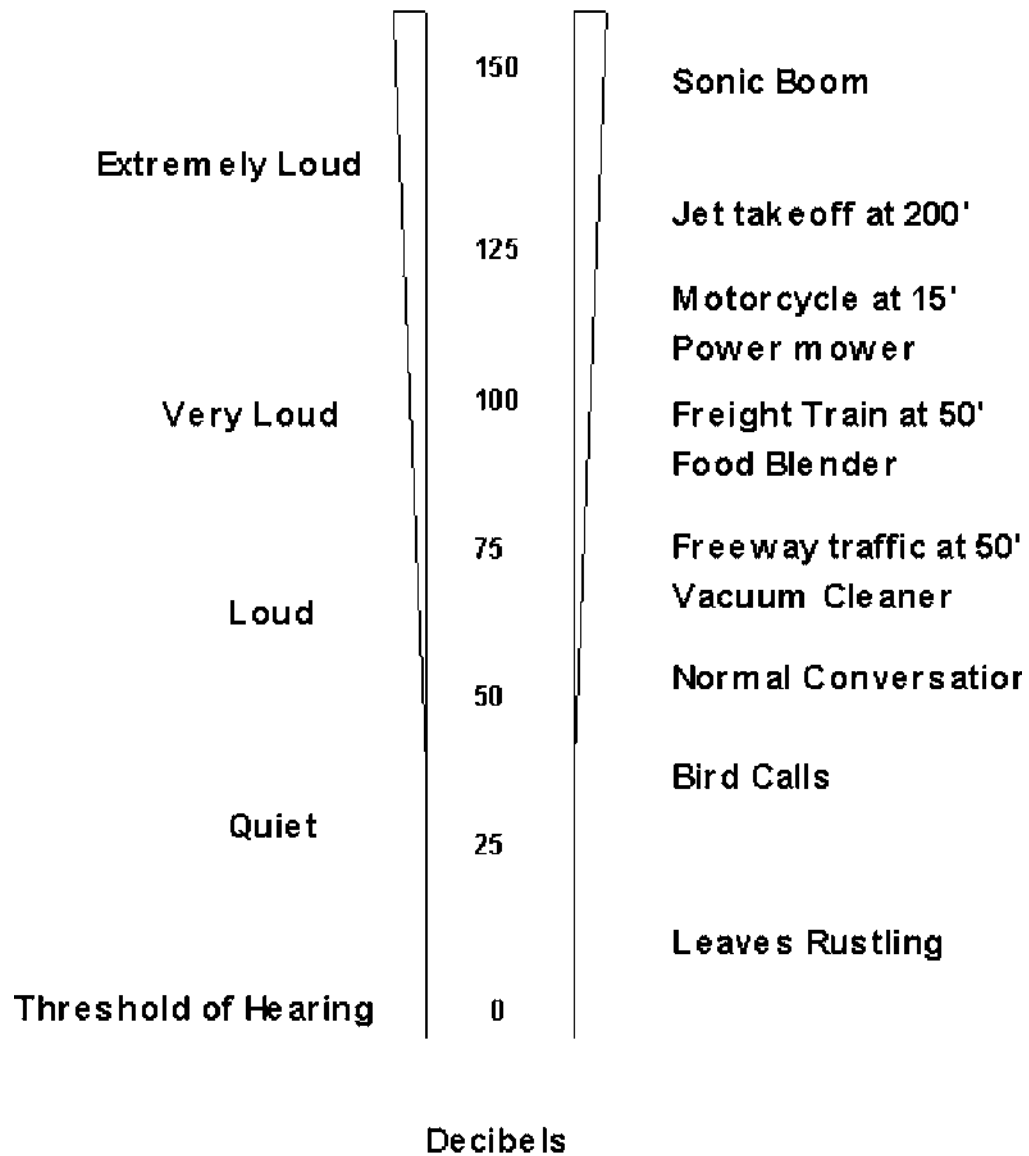 150
Sonic Boom
Extremely Loud
Jet takeoff at 200'
125
Motorcycle at 15'
Power mower
100
Very Loud
Freight Train at 50'
Food Blender
75
Freeway traffic at 50'
Vacuum Cleaner
Loud
Normal Conversation
50
Bird Calls
Quiet
25
Leaves Rustling
Threshold of Hearing
0
Decibels